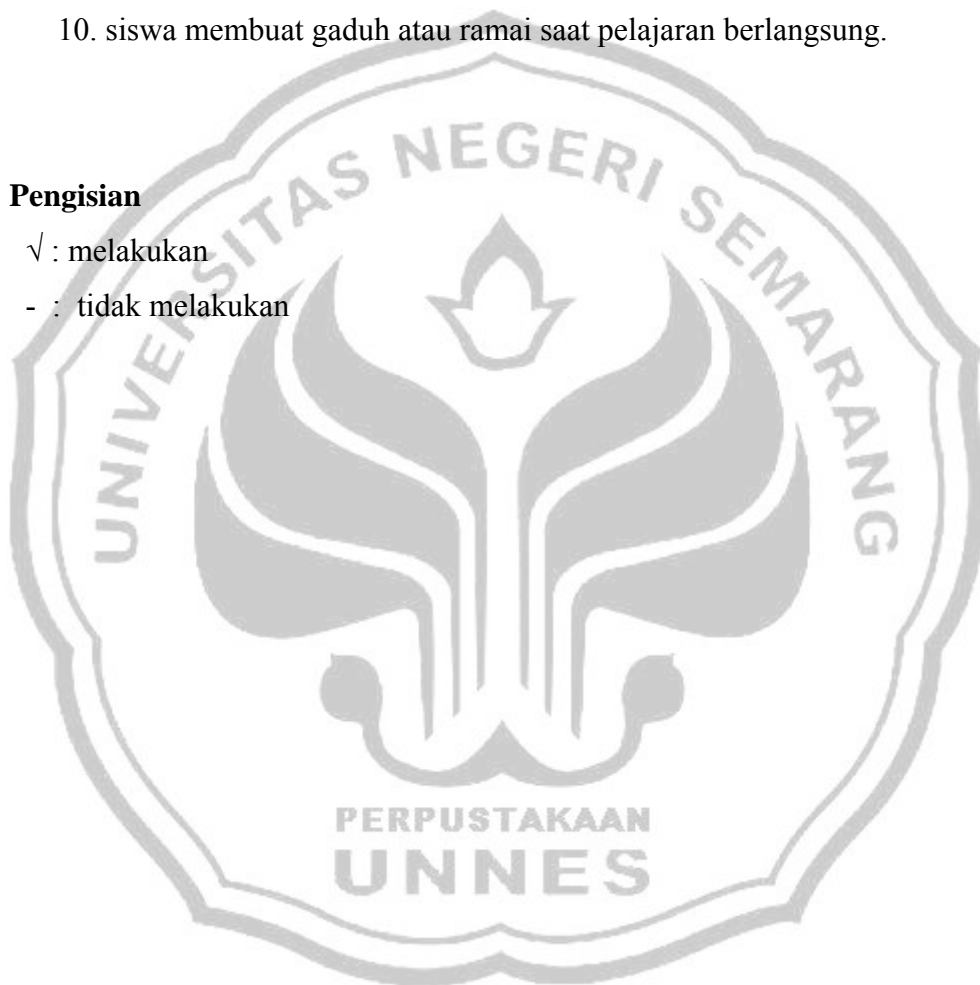 10. siswa membuat gaduh atau ramai saat pelajaran berlangsung.
Pengisian
√ : melakukan
- : tidak melakukan
UNIVERSITAS NEGERI SEMARANG
PERPUSTAKAAN
UNNES